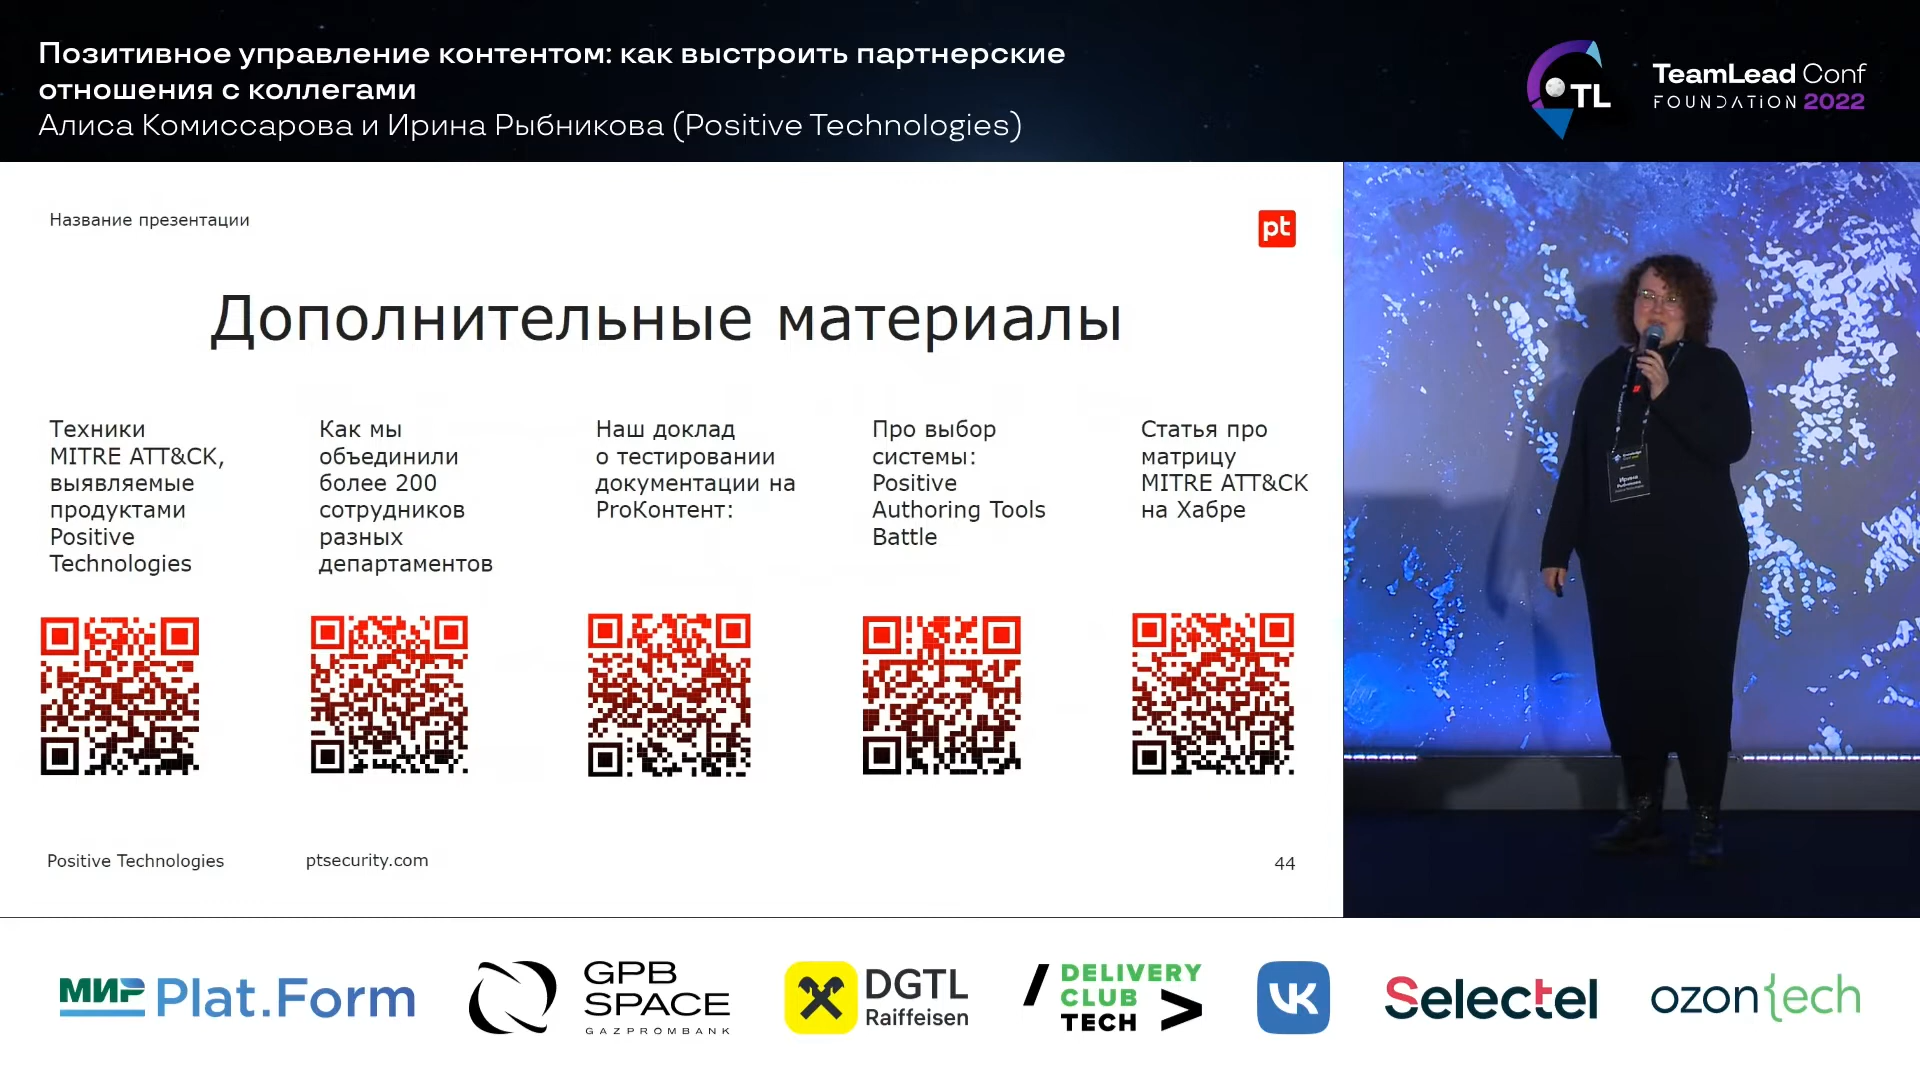 Позитивное управление контентом: как выстроить партнерские
отношения с коллегами
Алиса Комиссарова и Ирина Рыбникова (Positive Technologies)
TL
TeamLead Conf
FOUNDATION 2022
Название презентации
pt
Дополнительные материалы
Техники
MITRE ATT&CK,
выявляемые
продуктами
Positive
Technologies
Как мы
объединили
более 200
сотрудников
разных
департаментов
Наш доклад
о тестировании
документации на
ProКонтент:
Про выбор
системы:
Positive
Authoring Tools
Battle
Статья про
матрицу
MITRE ATT&CK
на Хабре
Positive Technologies
ptsecurity.com
44
Ирина
Рыбникова
МИР Plat.Form
GPB
SPACE
GAZPROMBANK
DGTL
Raiffeisen
DELIVERY
CLUB
TECH
VK
Selectel
ozon{ech